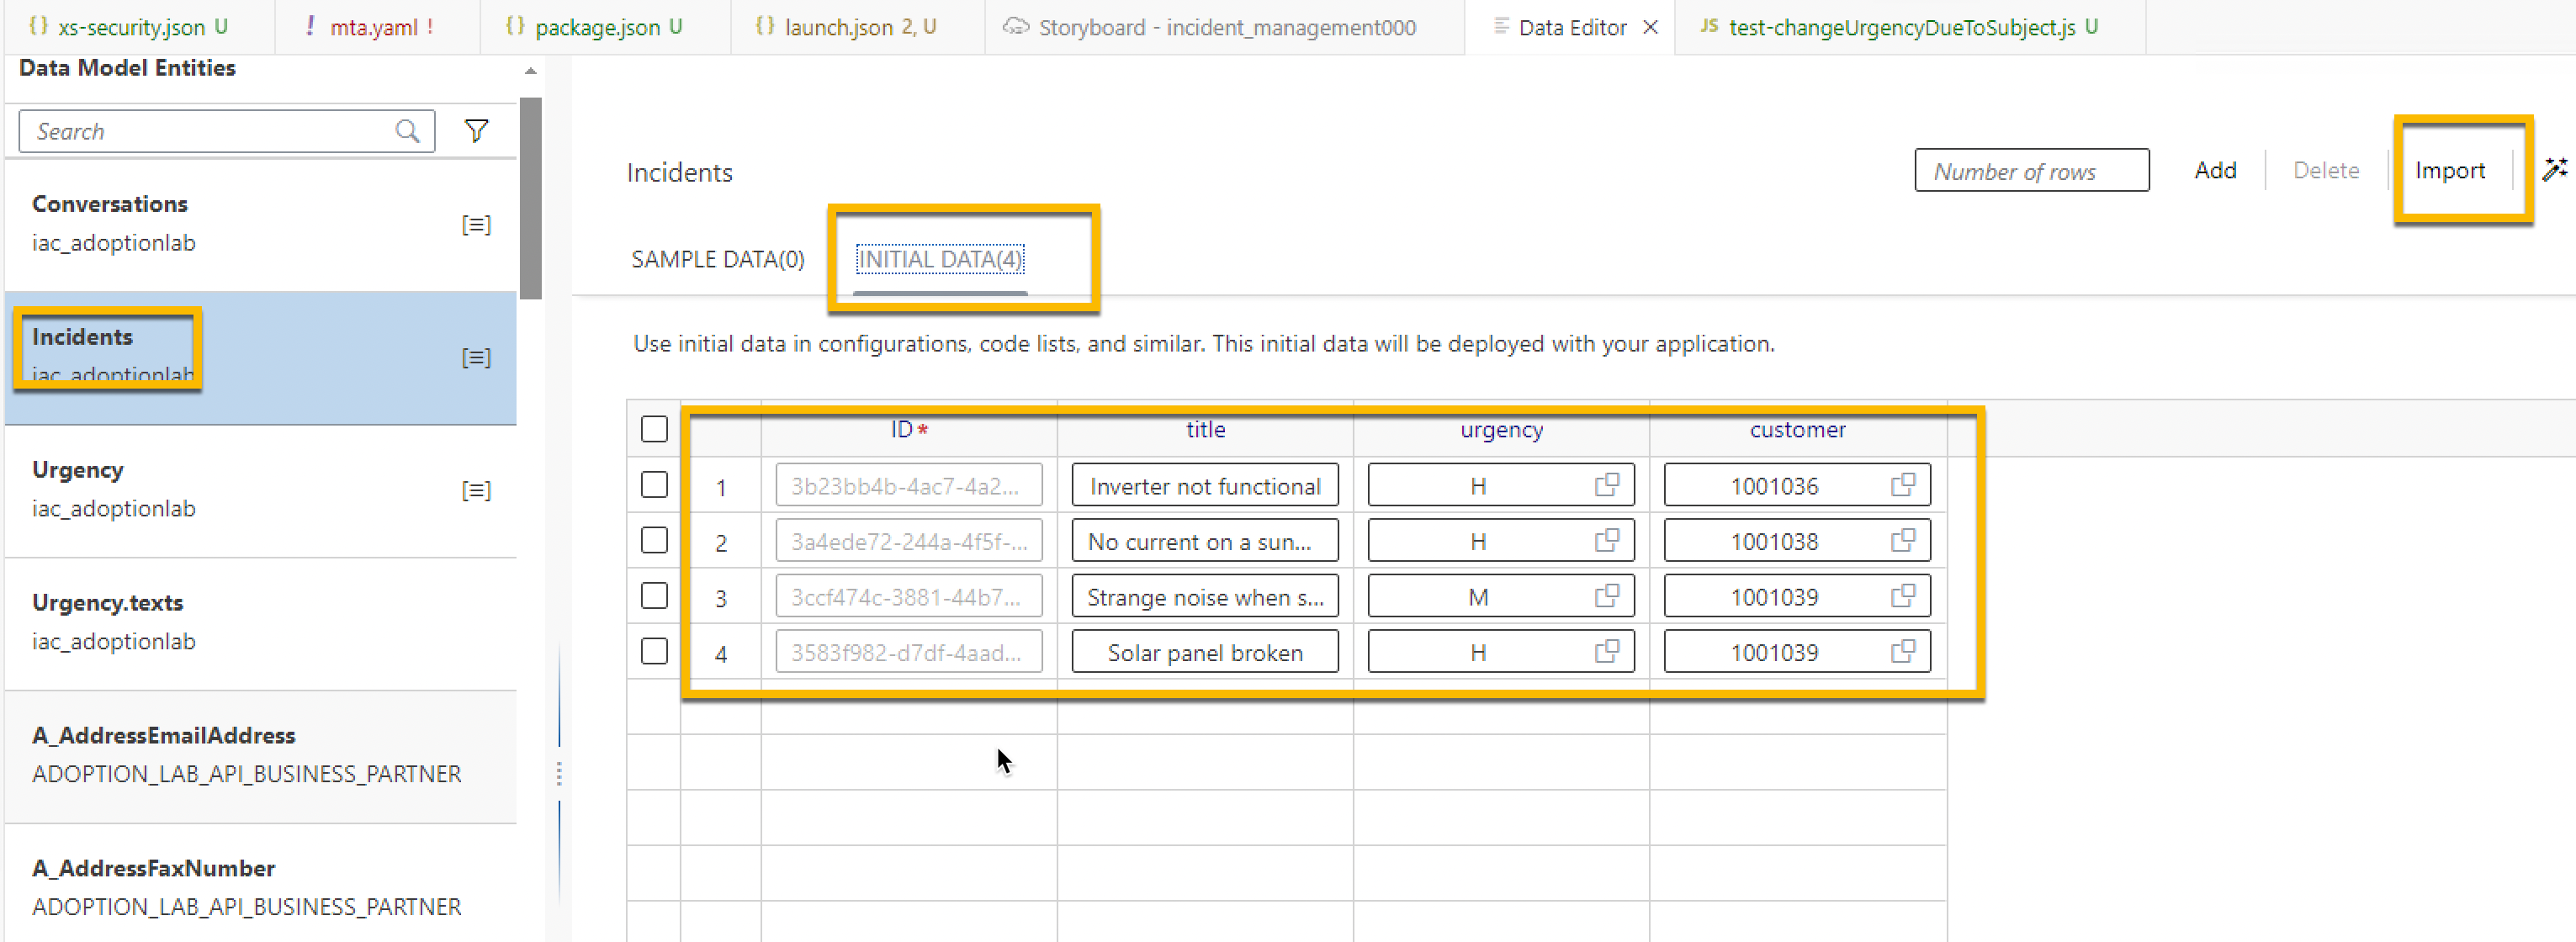 {} xs-security.json U
! mta.yaml !
{} package.json U
{} launch.json 2, U
Storyboard - incident_management000
Data Editor
JS test-changeUrgencyDueToSubject.js U
Data Model Entities
Search
Conversations
iac_adoptionlab
Incidents
iac_adoptionlab
Urgency
iac_adoptionlab
Urgency.texts
iac_adoptionlab
A_AddressEmailAddress
ADOPTION_LAB_API_BUSINESS_PARTNER
A_AddressFaxNumber
ADOPTION_LAB_API_BUSINESS_PARTNER
Incidents
Number of rows
Add
Delete
Import
SAMPLE DATA(0)
INITIAL DATA(4)
Use initial data in configurations, code lists, and similar. This initial data will be deployed with your application.
ID* title urgency customer
1 3b23bb4b-4ac7-4a2... Inverter not functional H 1001036
2 3a4ede72-244a-4f5f-... No current on a sun... H 1001038
3 3ccf474c-3881-44b7... Strange noise when s... M 1001039
4 3583f982-d7df-4aad... Solar panel broken H 1001039